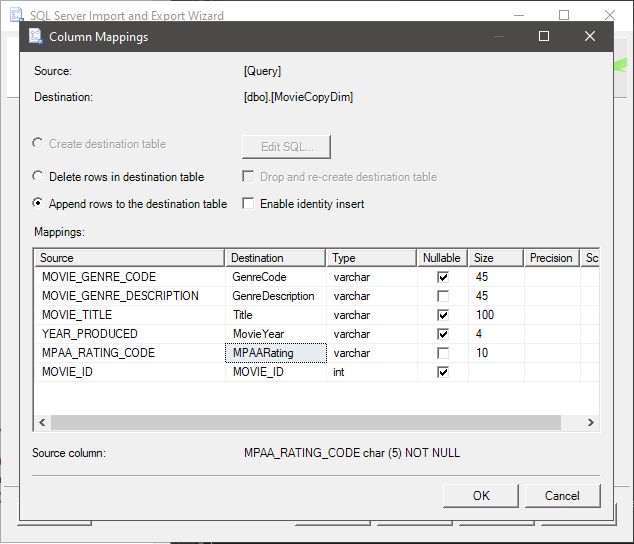 SQL Server Import and Export Wizard
Column Mappings
Source: [Query]
Destination: [dbo].[MovieCopyDim]
Create destination table Edit SQL...
Delete rows in destination table Drop and re-create destination table
Append rows to the destination table Enable identity insert
Mappings:
Source Destination Type Nullable Size Precision Sc
MOVIE_GENRE_CODE GenreCode varchar 45
MOVIE_GENRE_DESCRIPTION GenreDescription varchar 45
MOVIE_TITLE Title varchar 100
YEAR_PRODUCED MovieYear varchar 4
MPAA_RATING_CODE MPAARating varchar 10
MOVIE_ID MOVIE_ID int
Source column: MPAA_RATING_CODE char (5) NOT NULL
OK Cancel